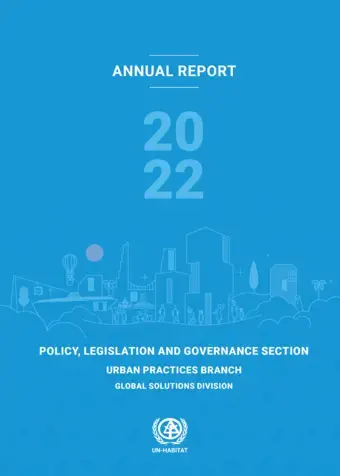 ANNUAL REPORT
20
22
POLICY, LEGISLATION AND GOVERNANCE SECTION
URBAN PRACTICES BRANCH
GLOBAL SOLUTIONS DIVISION
UN-HABITAT